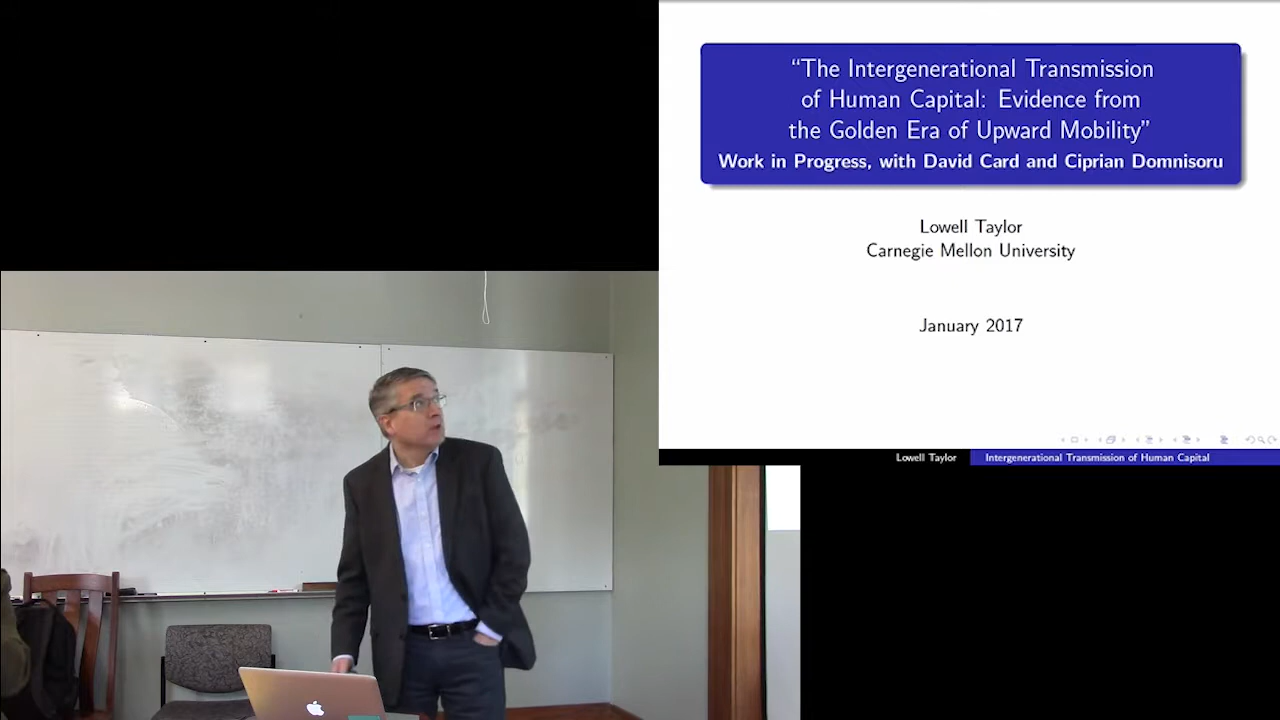 “The Intergenerational Transmission
of Human Capital: Evidence from
the Golden Era of Upward Mobility”
Work in Progress, with David Card and Ciprian Domnisoru
Lowell Taylor
Carnegie Mellon University
January 2017
Lowell Taylor
Intergenerational Transmission of Human Capital